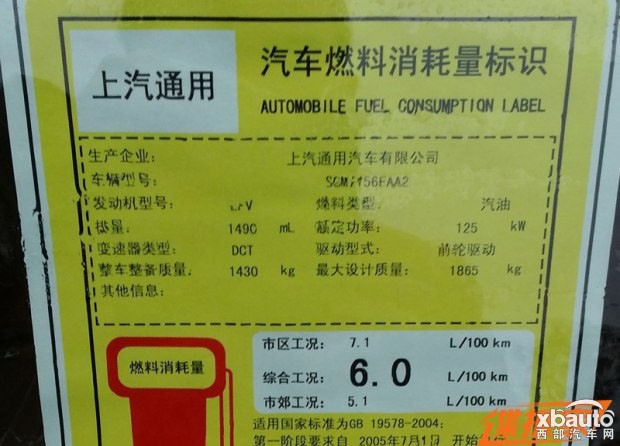 上汽通用
汽车燃料消耗量标识
AUTOMOBILE FUEL CONSUMPTION LABEL
生产企业: 上汽通用汽车有限公司
车辆型号: SGM7156FAA2
发动机型号: LFV 燃料类型: 汽油
排量: 1490 mL 额定功率: 125 kW
变速器类型: DCT 驱动型式: 前轮驱动
整车整备质量: 1430 kg 最大设计质量: 1865 kg
其他信息:
燃料消耗量
市区工况: 7.1 L/100 km
综合工况: 6.0 L/100 km
市郊工况: 5.1 L/100 km
适用国家标准为GB 19578-2004;
第一阶段要求自 2005年7月1日
xbauto
西部汽车网